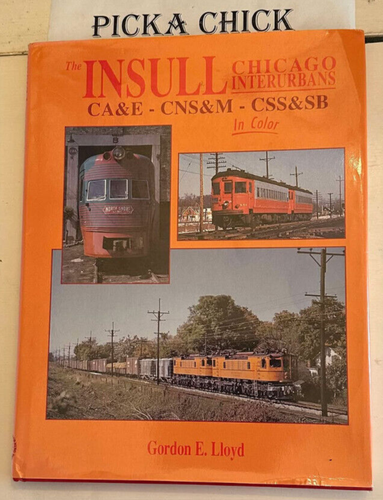 PICKA CHICK
The INSULL CHICAGO
INTERURBANS
CA&E - CNS&M - CSS&SB
In Color
Gordon E. Lloyd